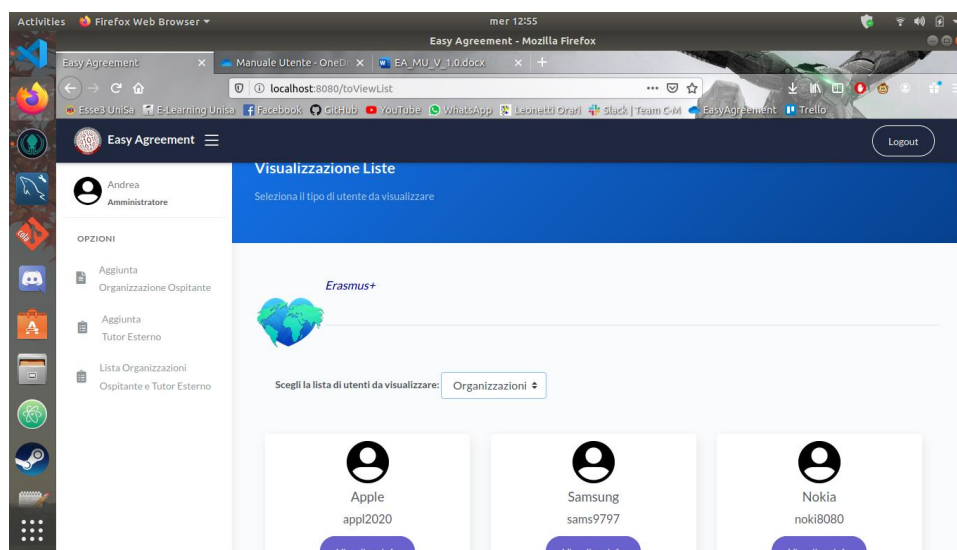 Activities Firefox Web Browser mer 12:55
Easy Agreement - Mozilla Firefox
Easy Agreement Manuale Utente - OneD EA_MU_V_1.0.docx
localhost:8080/toViewList
Esse3 UniSa E-Learning Unisa Facebook GitHub YouTube WhatsApp Leonetti Orari Slack | Team C-M EasyAgreement Trello
Easy Agreement Logout
Visualizzazione Liste
Seleziona il tipo di utente da visualizzare
Andrea
Amministratore
OPZIONI
Aggiunta
Organizzazione Ospitante
Aggiunta
Tutor Esterno
Lista Organizzazioni
Ospitante e Tutor Esterno
Erasmus+
Scegli la lista di utenti da visualizzare: Organizzazioni
Apple Samsung Nokia
appl2020 sams9797 noki8080